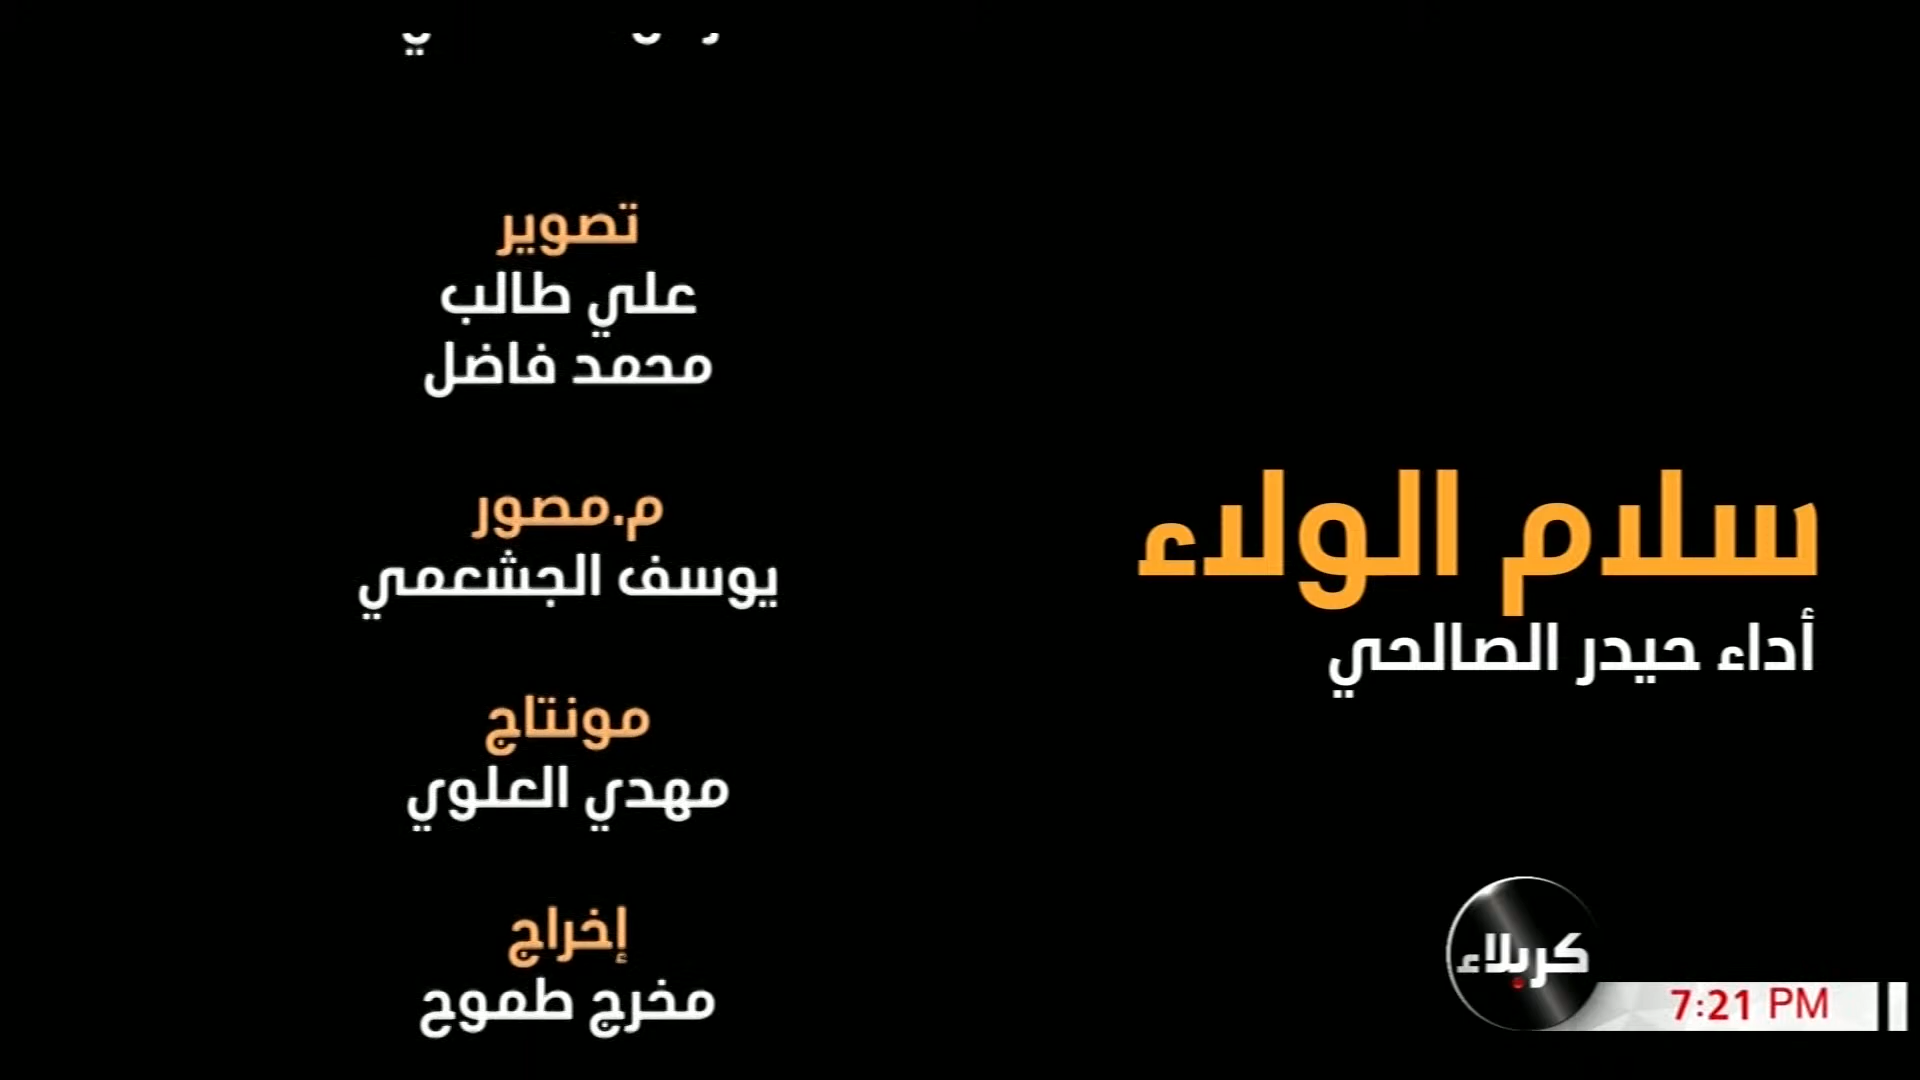 تصوير
علي طالب
محمد فاضل
م.مصور
يوسف الجشعمي
مونتاج
مهدي العلوي
إخراج
مخرج طموح
سلام الولاء
أداء حيدر الصالحي
كربلاء
7:21 PM